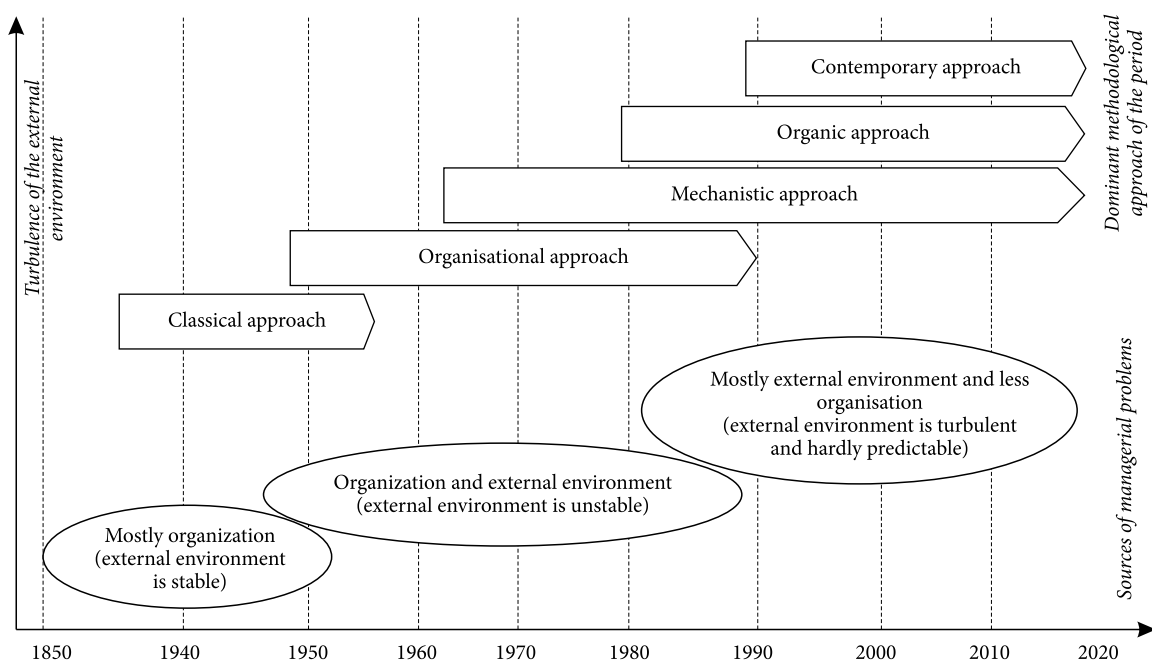 Turbulence of the external
environment
Contemporary approach
Organic approach
Mechanistic approach
Organisational approach
Classical approach
Dominant methodological
approach of the period
Mostly external environment and less
organisation
(external environment is turbulent
and hardly predictable)
Organization and external environment
(external environment is unstable)
Mostly organization
(external environment
is stable)
Sources of managerial problems
1850 1940 1950 1960 1970 1980 1990 2000 2010 2020